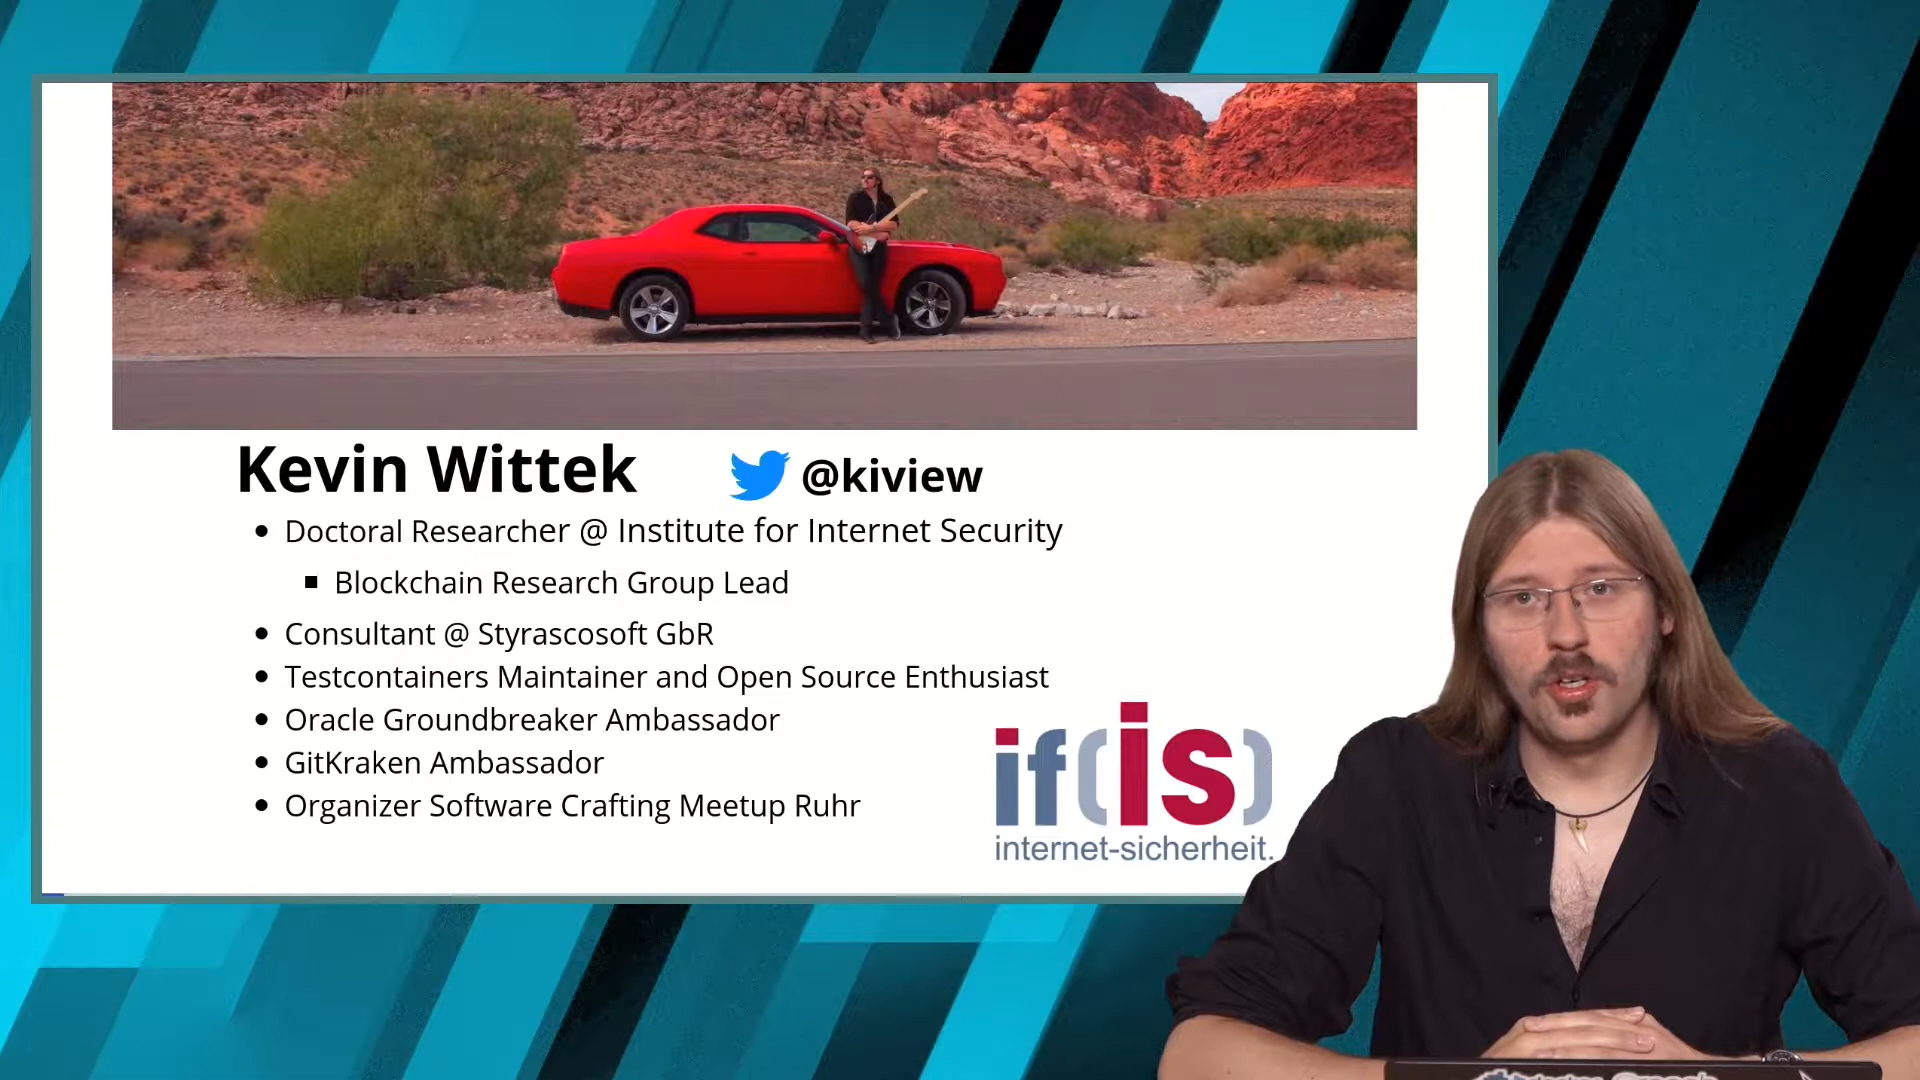 Kevin Wittek
@kiview
Doctoral Researcher @ Institute for Internet Security
Blockchain Research Group Lead
Consultant @ Styrascosoft GbR
Testcontainers Maintainer and Open Source Enthusiast
Oracle Groundbreaker Ambassador
GitKraken Ambassador
Organizer Software Crafting Meetup Ruhr
if(is)
internet-sicherheit.